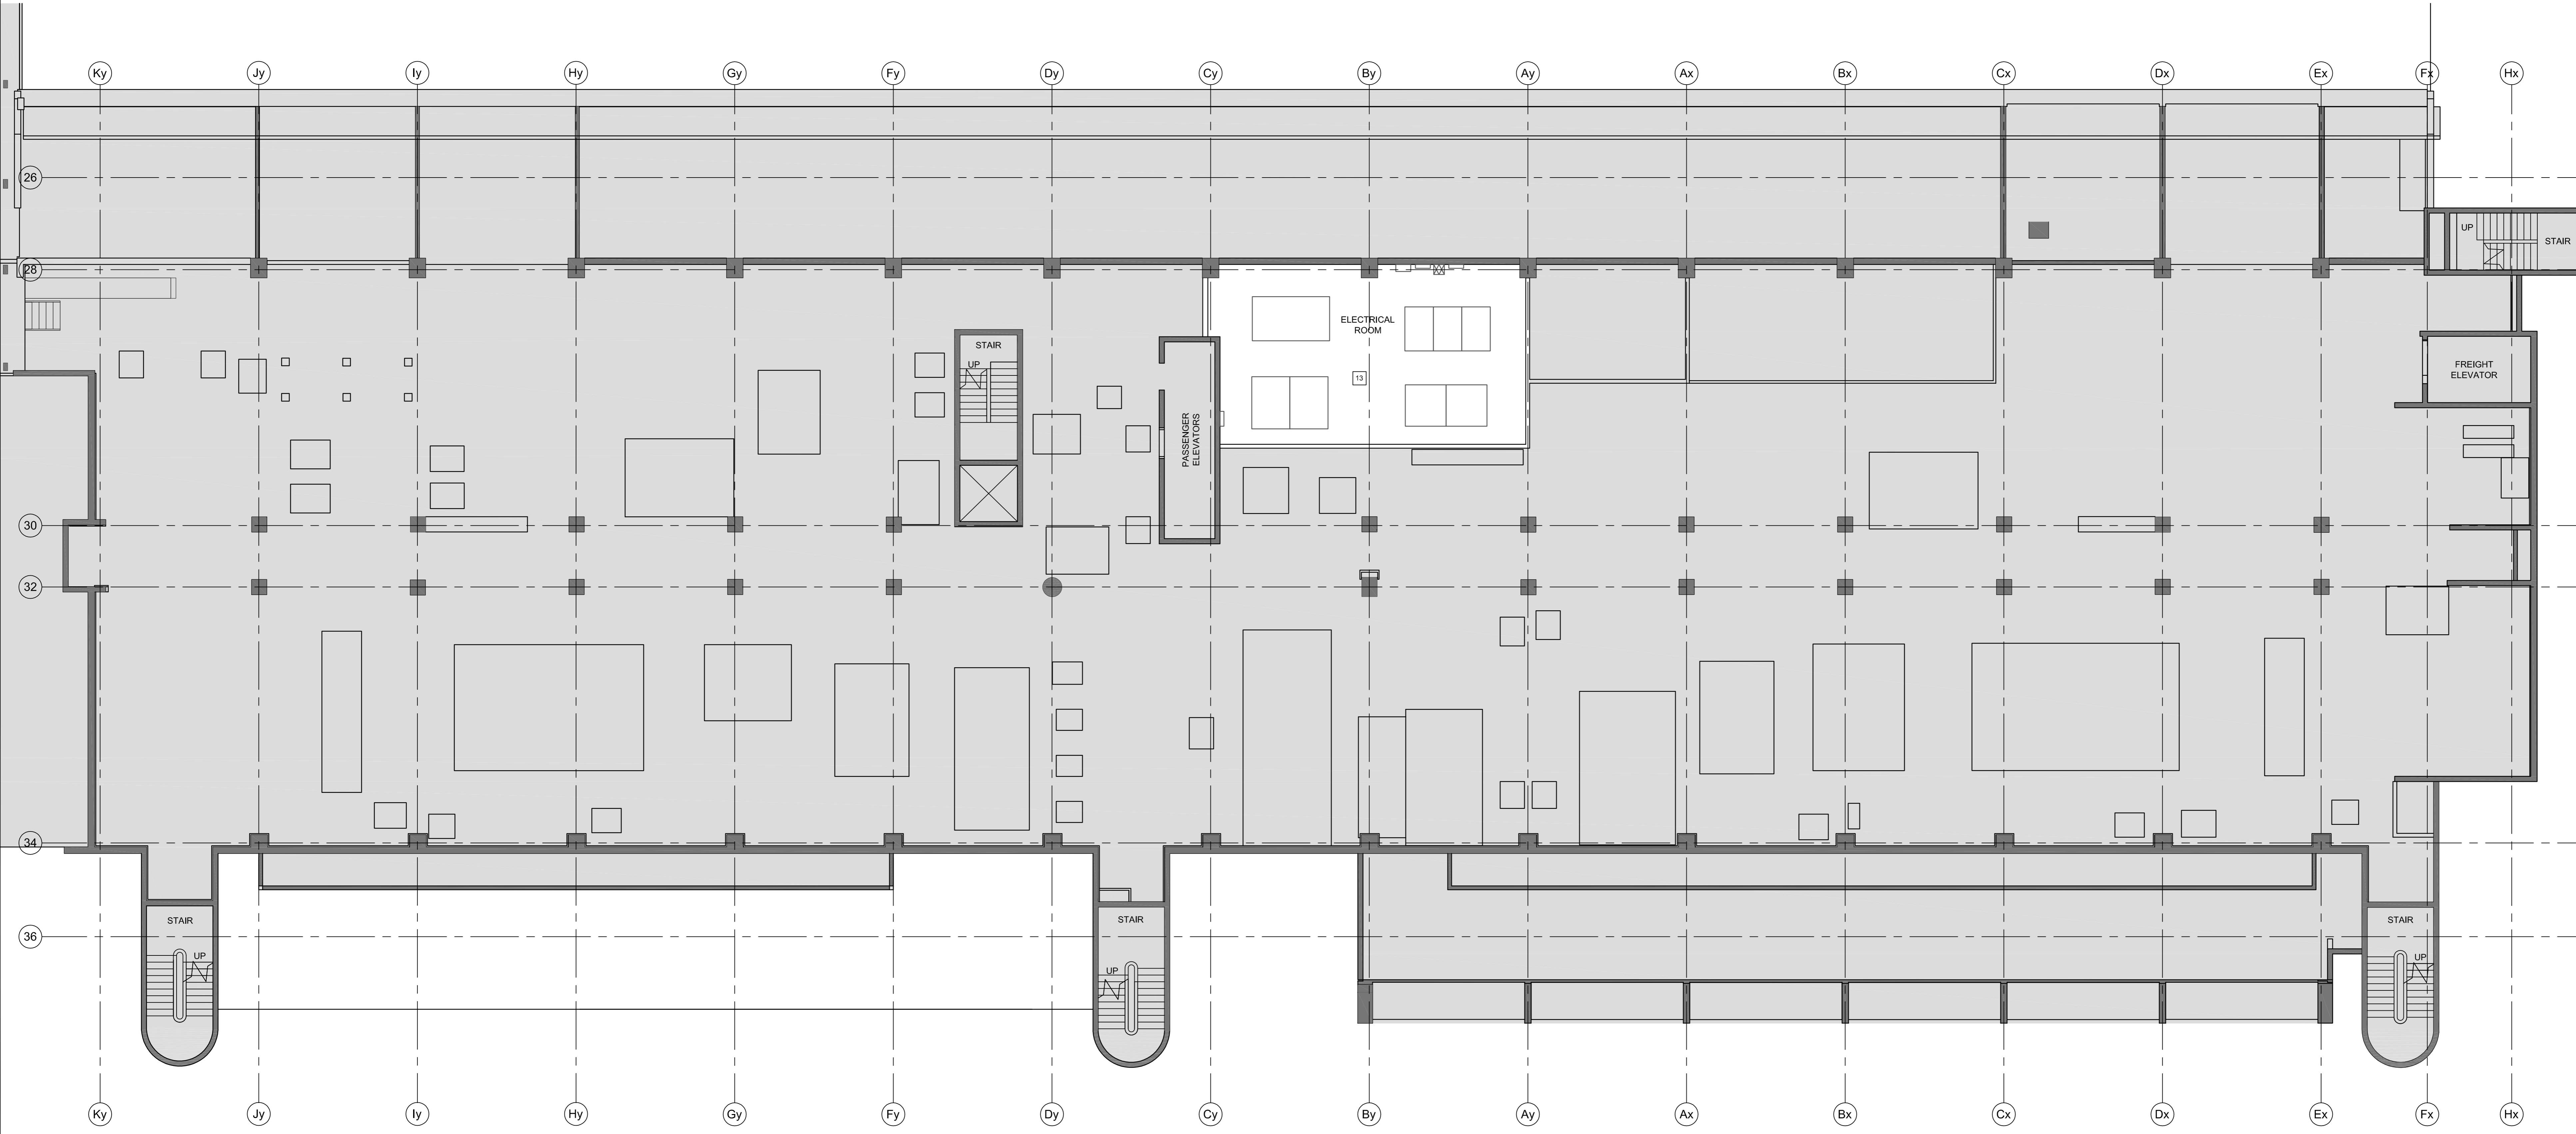 Ky Jy Iy Hy Gy Fy Dy Cy By Ay Ax Bx Cx Dx Ex Fx Hx
26
UP
STAIR
28
ELECTRICAL
ROOM
STAIR
UP
FREIGHT
ELEVATOR
13
PASSENGER
ELEVATORS
30
32
34
STAIR
STAIR
STAIR
36
UP
UP
UP
Ky Jy Iy Hy Gy Fy Dy Cy By Ay Ax Bx Cx Dx Ex Fx Hx